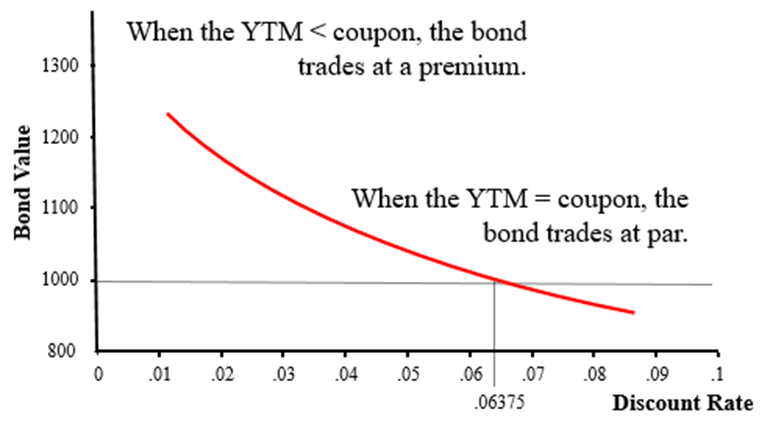 When the YTM < coupon, the bond
trades at a premium.
1300
1200
Bond Value
1100
When the YTM = coupon, the
bond trades at par.
1000
800
0 .01 .02 .03 .04 .05 .06 .07 .08 .09 .1
.06375
Discount Rate